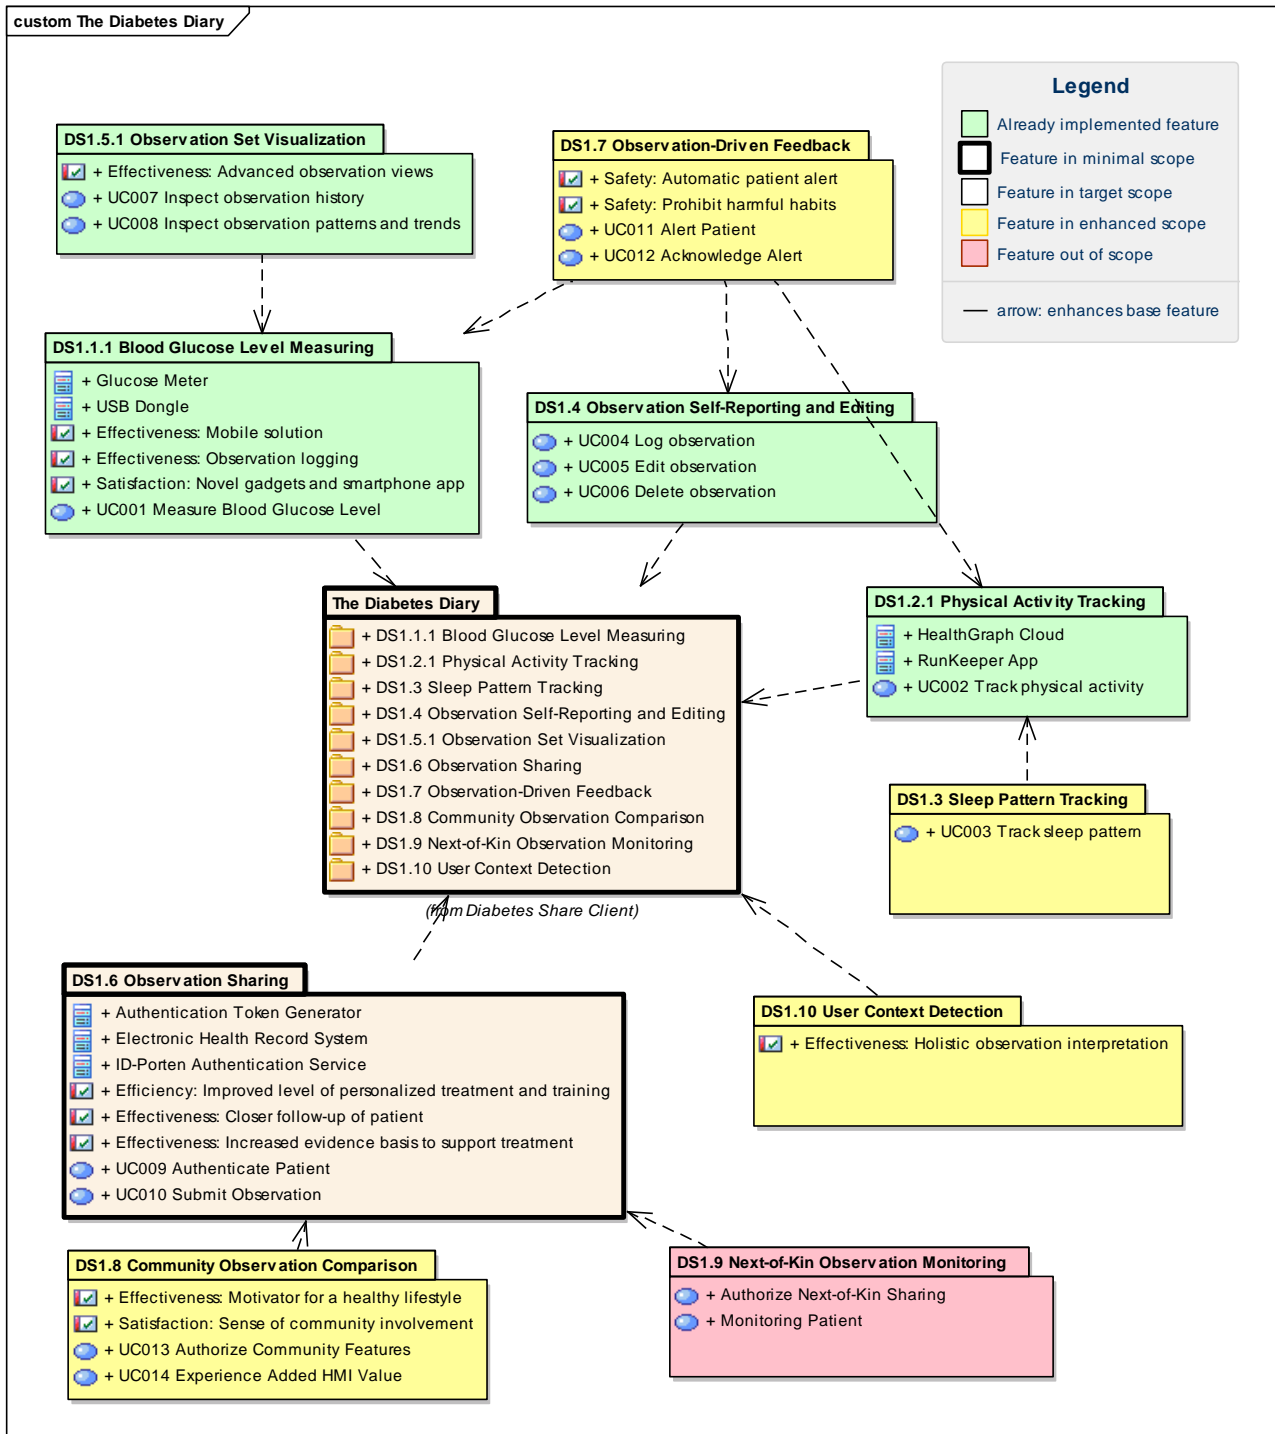 custom The Diabetes Diary
Legend
Already implemented feature
Feature in minimal scope
Feature in target scope
Feature in enhanced scope
Feature out of scope
arrow: enhances base feature
DS1.5.1 Observation Set Visualization
+ Effectiveness: Advanced observation views
+ UC007 Inspect observation history
+ UC008 Inspect observation patterns and trends
DS1.7 Observation-Driven Feedback
+ Safety: Automatic patient alert
+ Safety: Prohibit harmful habits
+ UC011 Alert Patient
+ UC012 Acknowledge Alert
DS1.1.1 Blood Glucose Level Measuring
+ Glucose Meter
+ USB Dongle
+ Effectiveness: Mobile solution
+ Effectiveness: Observation logging
+ Satisfaction: Novel gadgets and smartphone app
+ UC001 Measure Blood Glucose Level
DS1.4 Observation Self-Reporting and Editing
+ UC004 Log observation
+ UC005 Edit observation
+ UC006 Delete observation
The Diabetes Diary
+ DS1.1.1 Blood Glucose Level Measuring
+ DS1.2.1 Physical Activity Tracking
+ DS1.3 Sleep Pattern Tracking
+ DS1.4 Observation Self-Reporting and Editing
+ DS1.5.1 Observation Set Visualization
+ DS1.6 Observation Sharing
+ DS1.7 Observation-Driven Feedback
+ DS1.8 Community Observation Comparison
+ DS1.9 Next-of-Kin Observation Monitoring
+ DS1.10 User Context Detection
(from Diabetes Share Client)
DS1.2.1 Physical Activity Tracking
+ HealthGraph Cloud
+ RunKeeper App
+ UC002 Track physical activity
DS1.3 Sleep Pattern Tracking
+ UC003 Track sleep pattern
DS1.6 Observation Sharing
+ Authentication Token Generator
+ Electronic Health Record System
+ ID-Porten Authentication Service
+ Efficiency: Improved level of personalized treatment and training
+ Effectiveness: Closer follow-up of patient
+ Effectiveness: Increased evidence basis to support treatment
+ UC009 Authenticate Patient
+ UC010 Submit Observation
DS1.10 User Context Detection
+ Effectiveness: Holistic observation interpretation
DS1.8 Community Observation Comparison
+ Effectiveness: Motivator for a healthy lifestyle
+ Satisfaction: Sense of community involvement
+ UC013 Authorize Community Features
+ UC014 Experience Added HMI Value
DS1.9 Next-of-Kin Observation Monitoring
+ Authorize Next-of-Kin Sharing
+ Monitoring Patient